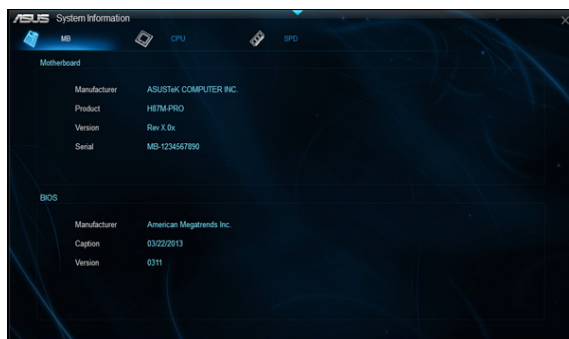 ASUS System Information
MB CPU SPD
Motherboard
Manufacturer ASUSTeK COMPUTER INC.
Product H87M-PRO
Version Rev X.0x
Serial MB-1234567890
BIOS
Manufacturer American Megatrends Inc.
Caption 03/22/2013
Version 0311